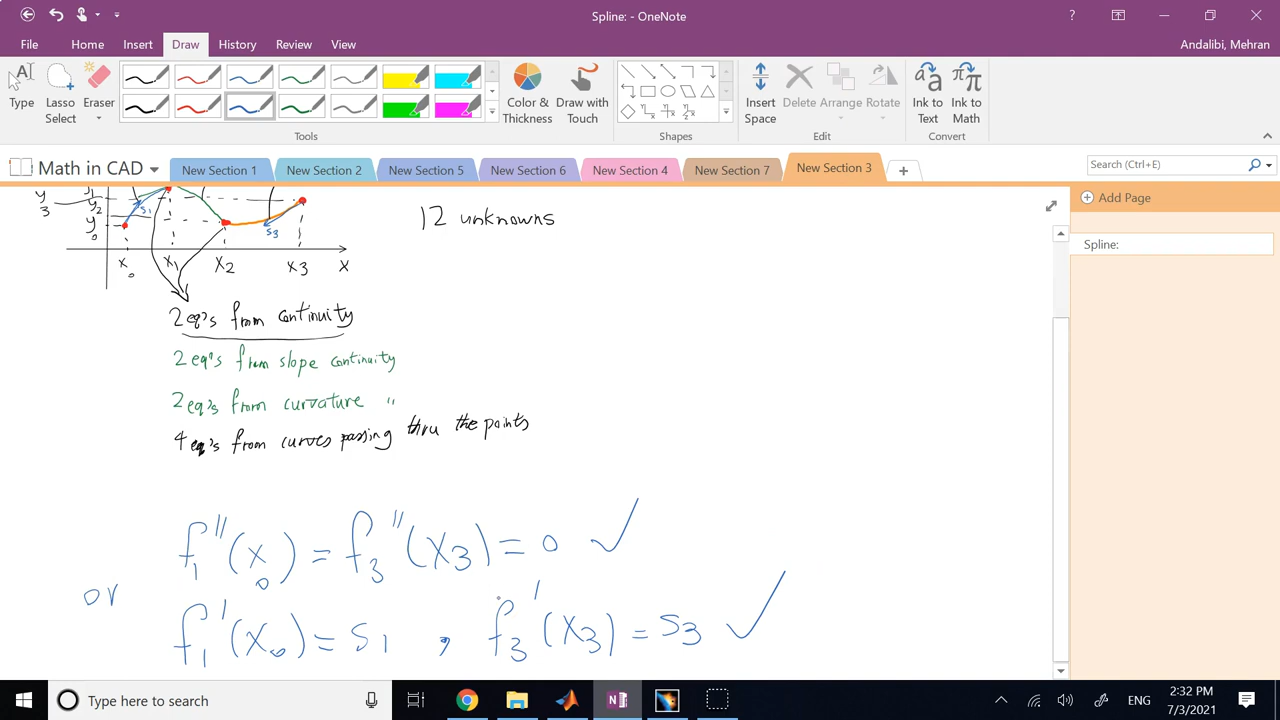 Spline: - OneNote
File Home Insert Draw History Review View
Andalibi, Mehran
Type
Lasso Select
Eraser
Color & Thickness
Draw with Touch
Insert Space
Delete
Arrange
Rotate
Ink to Text
Ink to Math
Tools
Shapes
Edit
Convert
Math in CAD
New Section 1
New Section 2
New Section 5
New Section 6
New Section 4
New Section 7
New Section 3
Search (Ctrl+E)
Add Page
Spline:
y3
y2
y0
s1
s3
x0 x1 x2 x3 x
12 unknowns
2 eq's from continuity
2 eq's from slope continuity
2 eq's from curvature "
4 eq's from curves passing thru the points
f1''(x0) = f3''(x3) = 0 ✓
or
f1'(x0) = s1 , f3'(x3) = s3 ✓
Type here to search
ENG
2:32 PM
7/3/2021